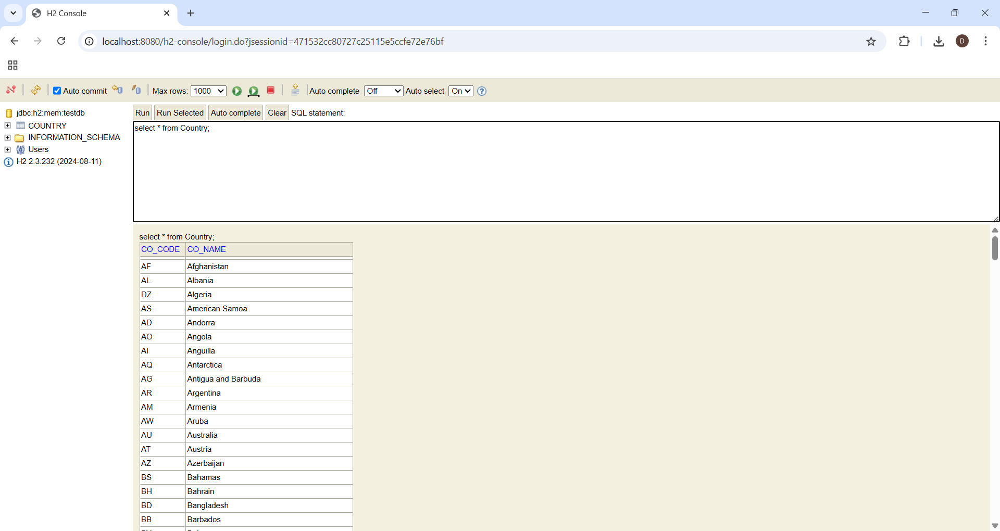 H2 Console
localhost:8080/h2-console/login.do?jsessionid=471532cc80727c25115e5ccfe72e76bf
D
Auto commit Max rows: 1000 Auto complete Off Auto select On ?
jdbc:h2:mem:testdb
COUNTRY
INFORMATION_SCHEMA
Users
H2 2.3.232 (2024-08-11)
Run Run Selected Auto complete Clear SQL statement:
select * from Country;
select * from Country;
CO_CODE CO_NAME
AF Afghanistan
AL Albania
DZ Algeria
AS American Samoa
AD Andorra
AO Angola
AI Anguilla
AQ Antarctica
AG Antigua and Barbuda
AR Argentina
AM Armenia
AW Aruba
AU Australia
AT Austria
AZ Azerbaijan
BS Bahamas
BH Bahrain
BD Bangladesh
BB Barbados